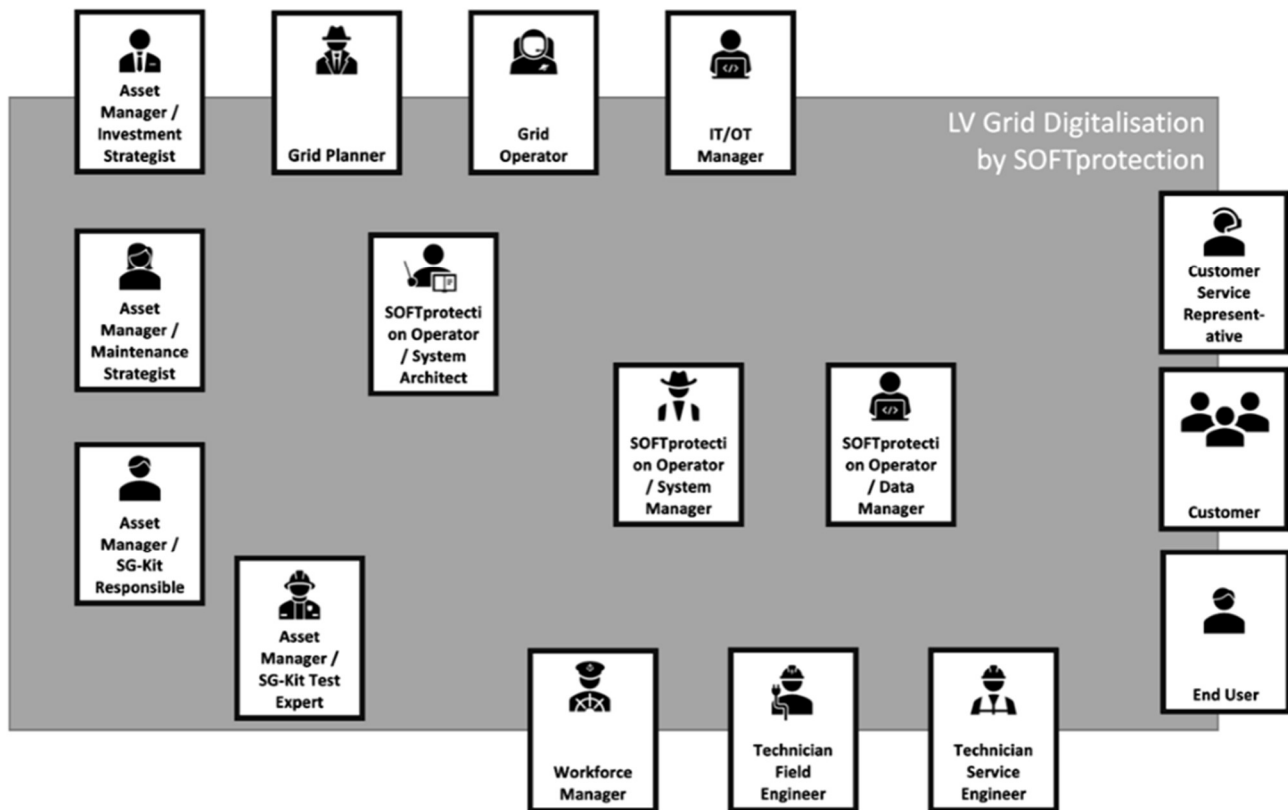 Asset
Manager /
Investment
Strategist
Grid Planner
Grid
Operator
IT/OT
Manager
LV Grid Digitalisation
by SOFTprotection
Asset
Manager /
Maintenance
Strategist
SOFTprotecti
on Operator
/ System
Architect
Customer
Service
Represent-
ative
SOFTprotecti
on Operator
/ System
Manager
SOFTprotecti
on Operator
/ Data
Manager
Customer
Asset
Manager /
SG-Kit
Responsible
Asset
Manager /
SG-Kit Test
Expert
End User
Workforce
Manager
Technician
Field
Engineer
Technician
Service
Engineer